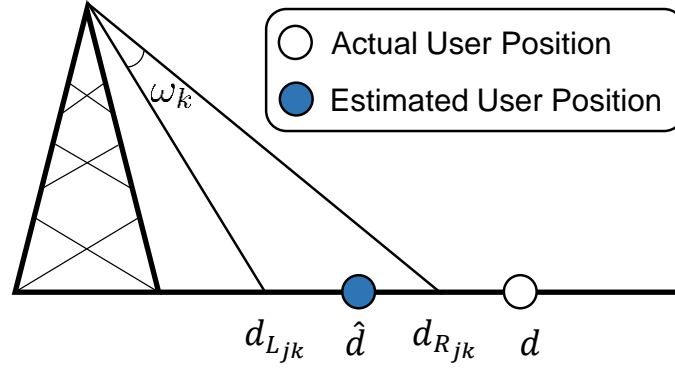 Actual User Position
Estimated User Position
ω_k
d_{L_{jk}} d̂ d_{R_{jk}} d